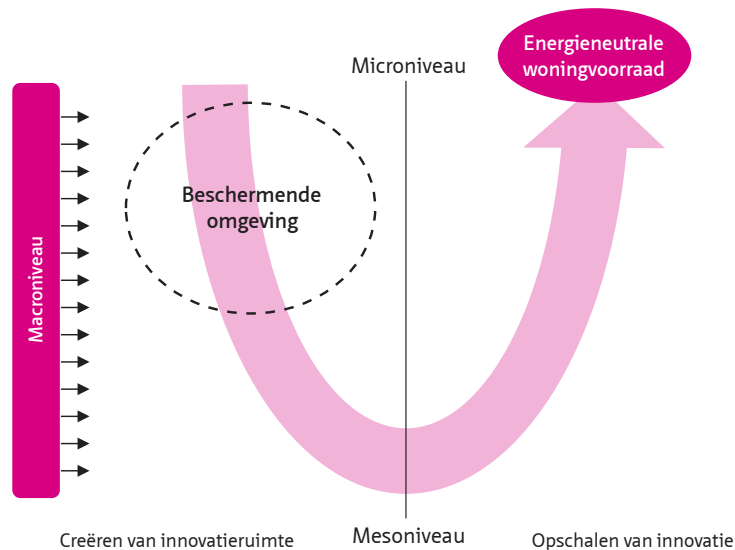 Energieneutrale
woningvoorraad
Microniveau
Beschermende
omgeving
Macroniveau
Creëren van innovatieruimte
Mesoniveau
Opschalen van innovatie